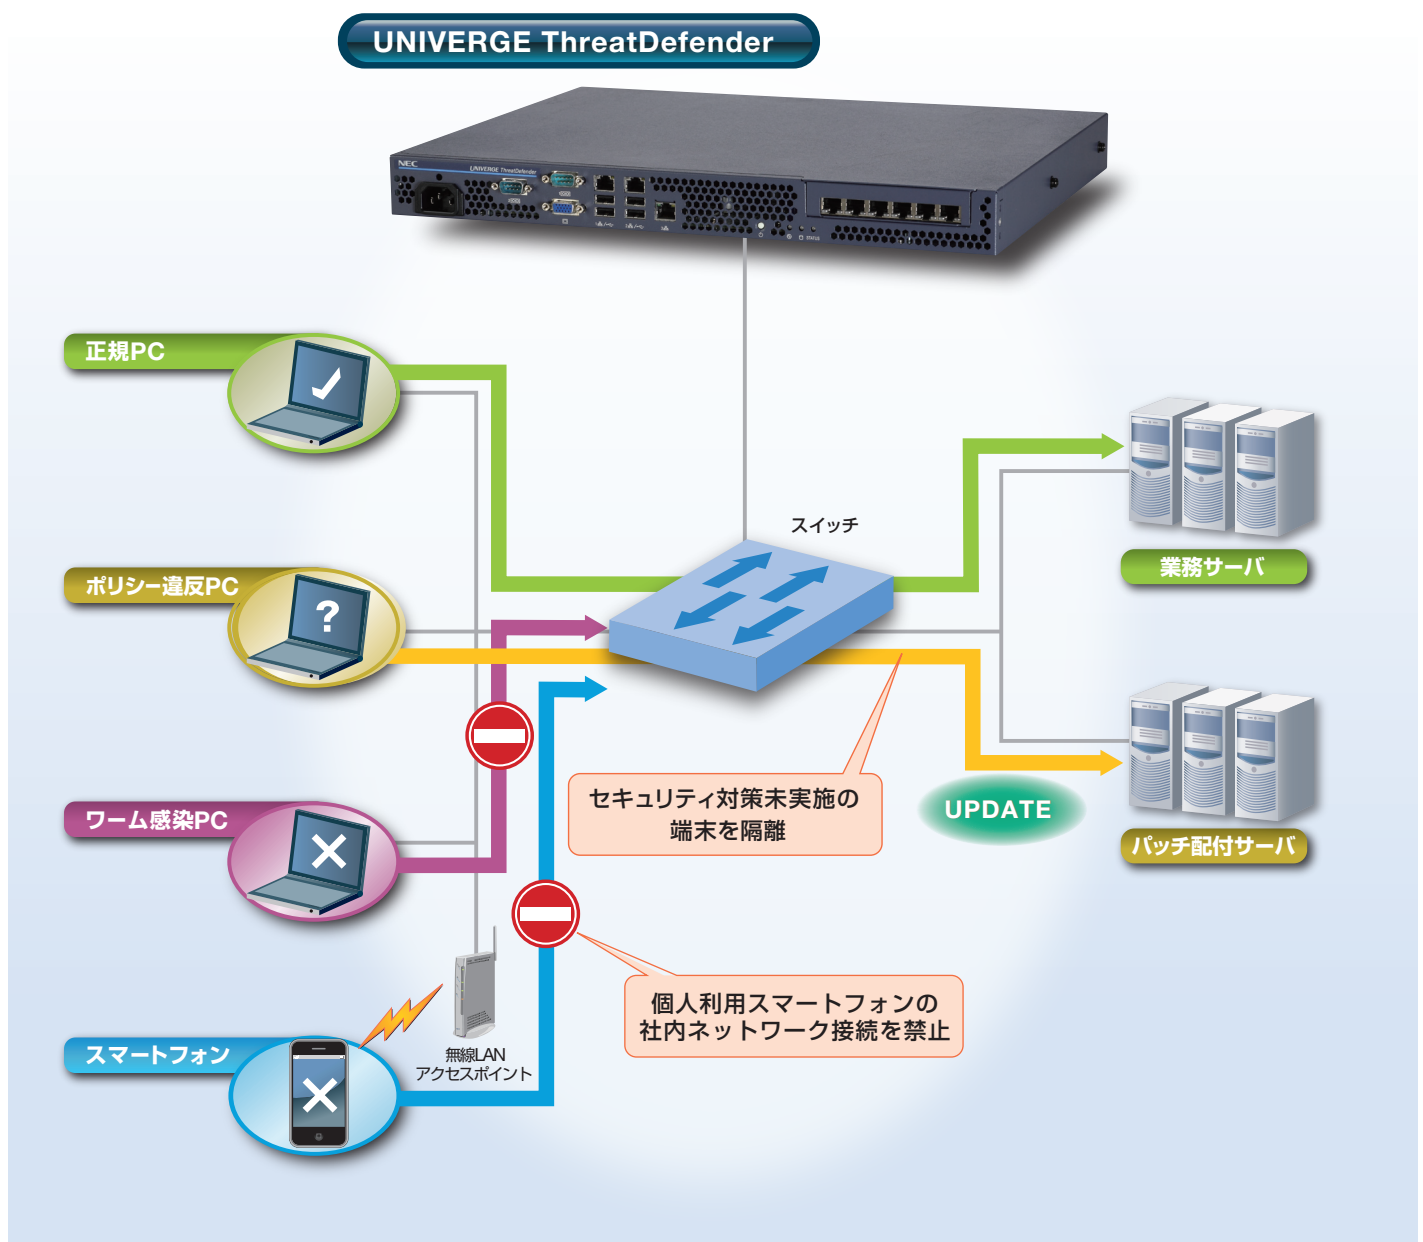 UNIVERGE ThreatDefender
NEC
UNIVERGE ThreatDefender
正規PC
スイッチ
業務サーバ
ポリシー違反PC
?
セキュリティ対策未実施の
端末を隔離
UPDATE
ワーム感染PC
パッチ配付サーバ
個人利用スマートフォンの
社内ネットワーク接続を禁止
スマートフォン
無線LAN
アクセスポイント